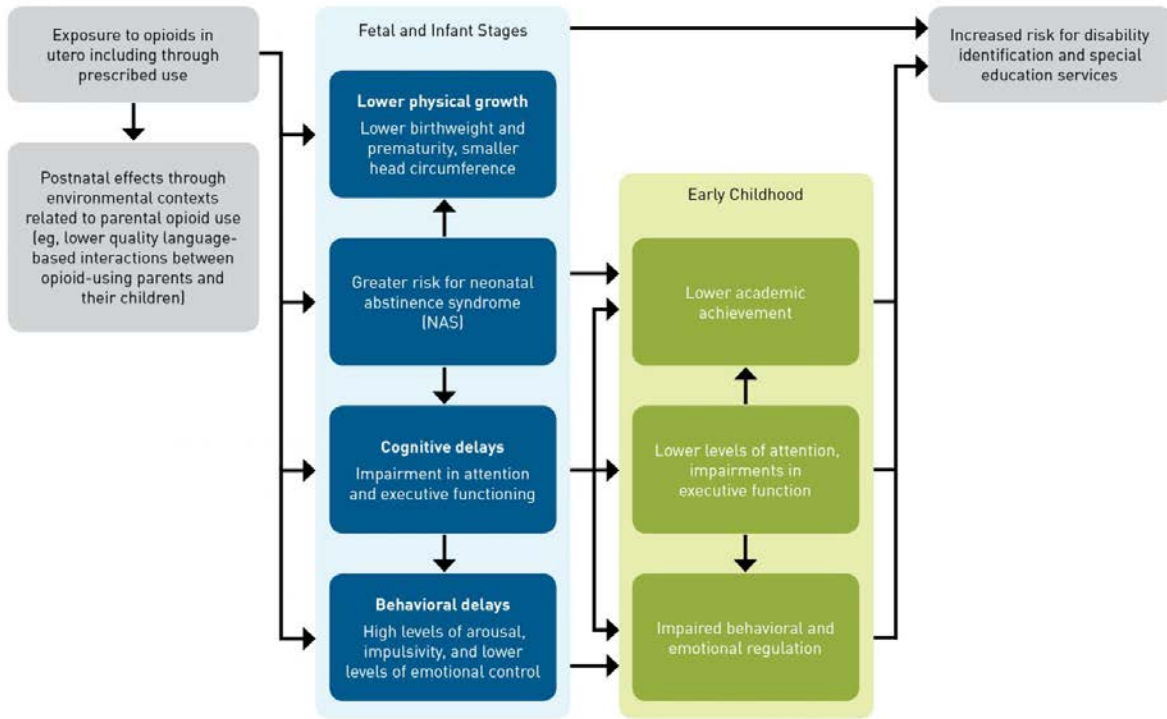 Exposure to opioids in
utero including through
prescribed use
Postnatal effects through
environmental contexts
related to parental opioid use
(eg, lower quality language-
based interactions between
opioid-using parents and
their children)
Fetal and Infant Stages
Lower physical growth
Lower birthweight and
prematurity, smaller
head circumference
Greater risk for neonatal
abstinence syndrome
(NAS)
Cognitive delays
Impairment in attention
and executive functioning
Behavioral delays
High levels of arousal,
impulsivity, and lower
levels of emotional control
Early Childhood
Lower academic
achievement
Lower levels of attention,
impairments in
executive function
Impaired behavioral and
emotional regulation
Increased risk for disability
identification and special
education services